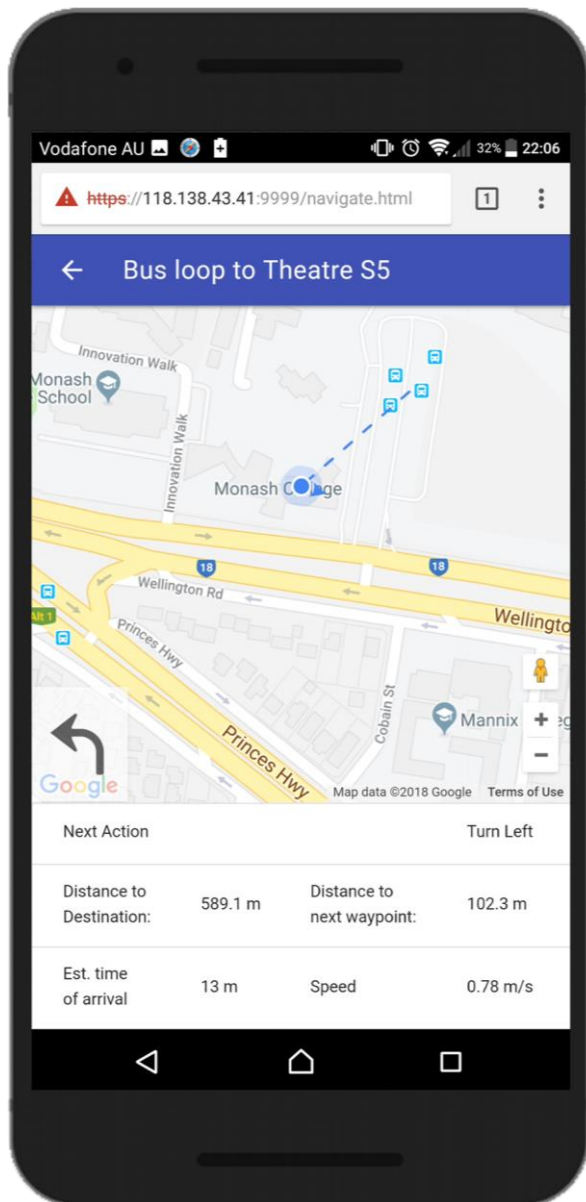 Vodafone AU
32% 22:06
https://118.138.43.41:9999/navigate.html
1
Bus loop to Theatre S5
Innovation Walk
Monash
School
Innovation Walk
Monash
18
18
Wellington Rd
Wellingto
Alt 1
Princes Hwy
Cobain St
Mannix
Princes Hwy
+
−
Google
Map data ©2018 Google Terms of Use
Next Action Turn Left
Distance to
Destination: 589.1 m
Distance to
next waypoint: 102.3 m
Est. time
of arrival 13 m
Speed 0.78 m/s